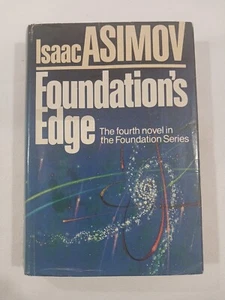 Isaac ASIMOV
Foundation's
Edge
The fourth novel in
the Foundation Series